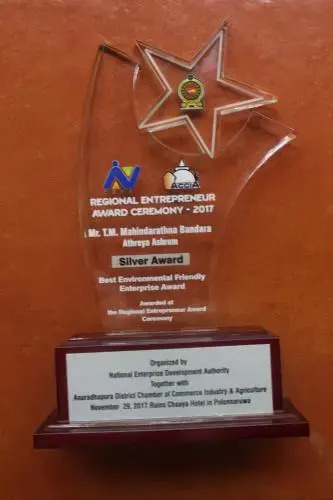 ACCIA
REGIONAL ENTREPRENEUR
AWARD CEREMONY - 2017
Mr. T.M. Mahindarathna Bandara
Athreya Ashrom
Silver Award
Best Environmental Friendly
Enterprise Award
Awarded at
the Regional Entrepreneur Award
Ceremony
Organized by
National Enterprise Development Authority
Together with
Anuradhapura District Chamber of Commerce Industry & Agriculture
November 29, 2017 Ruins Chaaya Hotel in Polonnaruwa